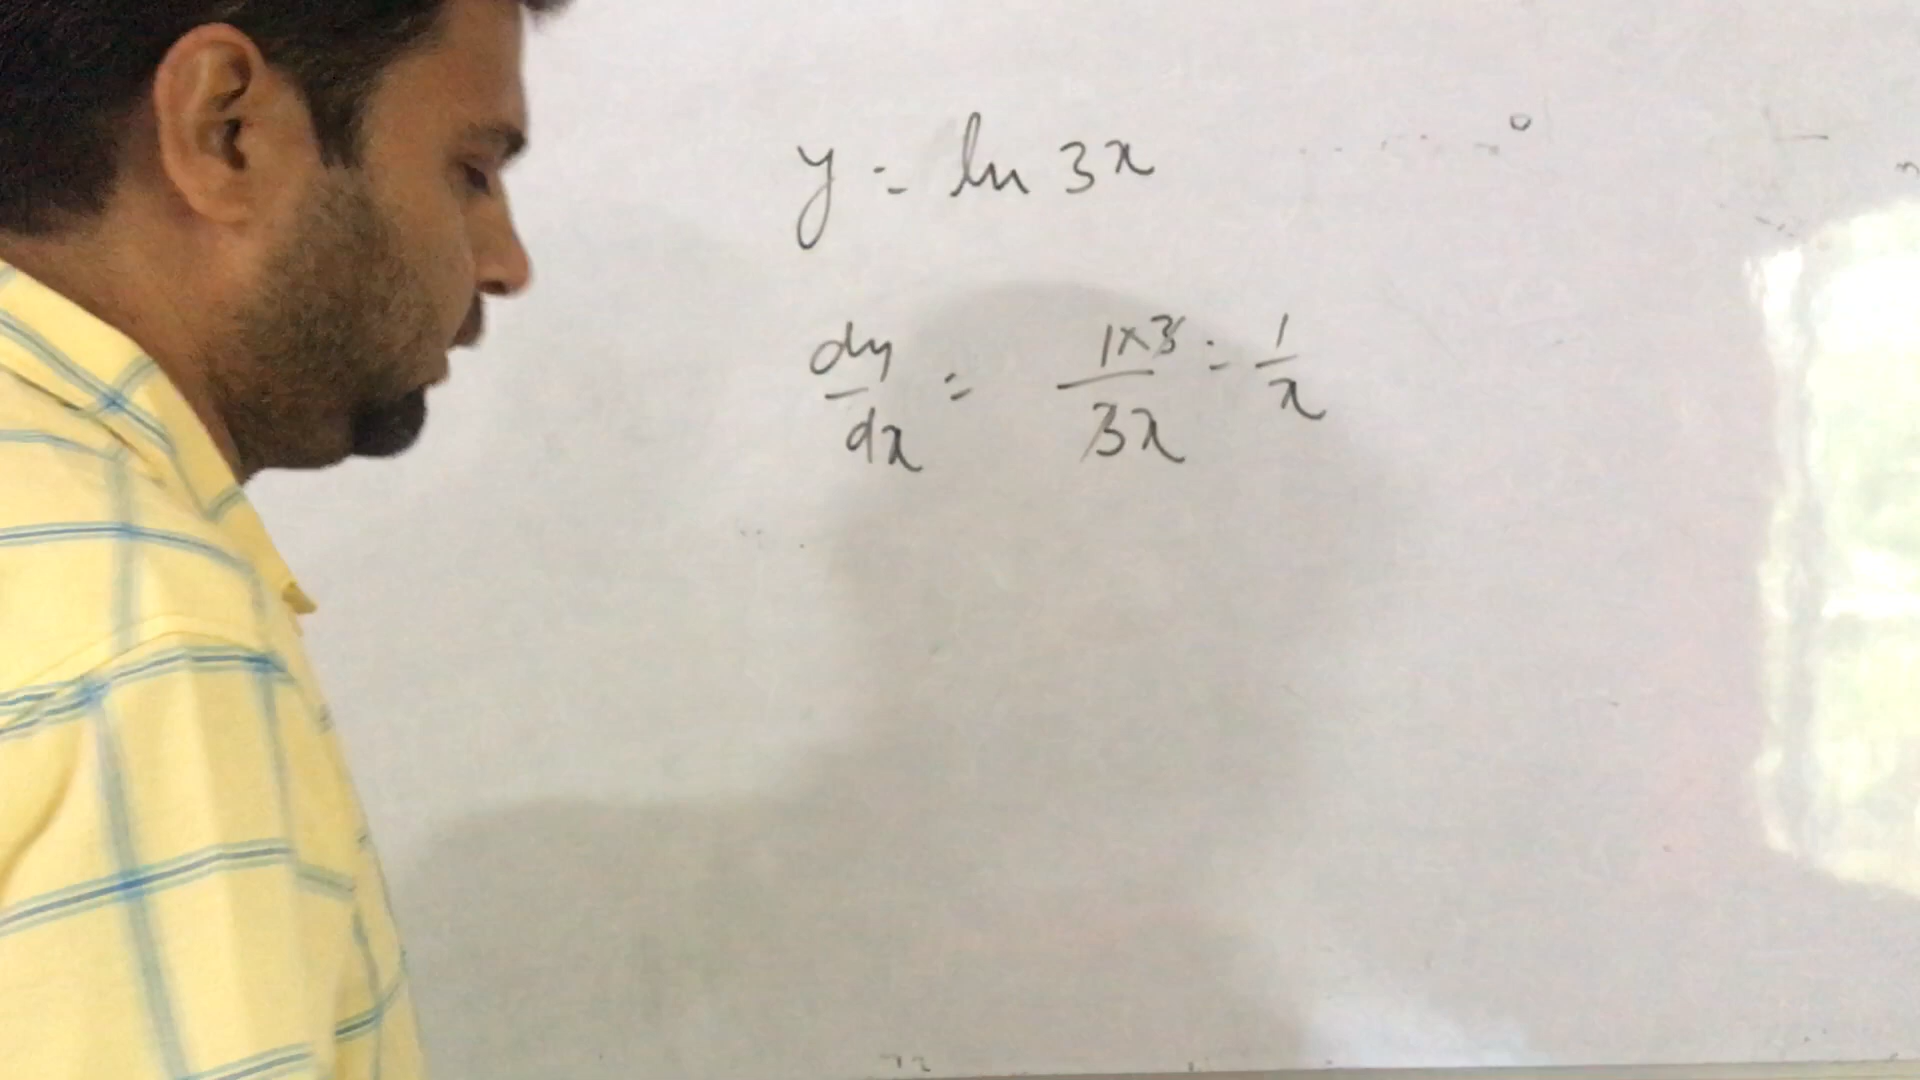 y = ln 3x
dy/dx = 1×3/3x = 1/x